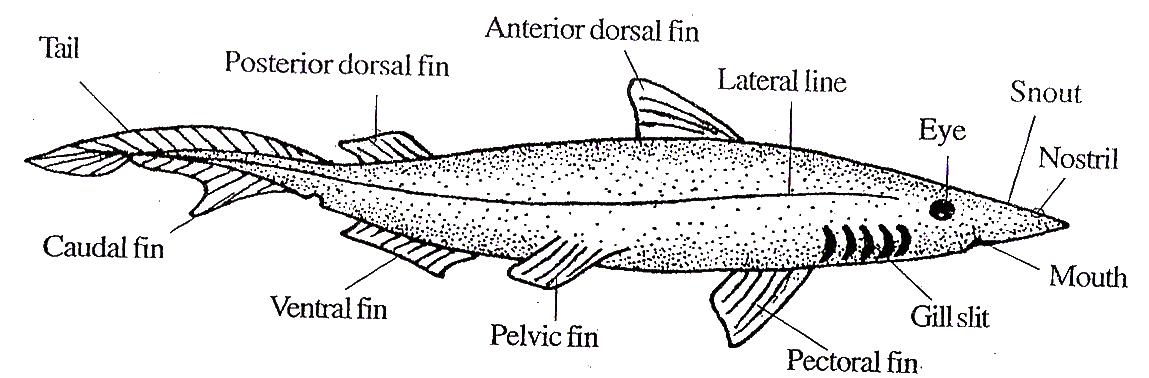 Anterior dorsal fin
Tail
Posterior dorsal fin
Lateral line
Snout
Eye
Nostril
Caudal fin
Mouth
Ventral fin
Gill slit
Pelvic fin
Pectoral fin